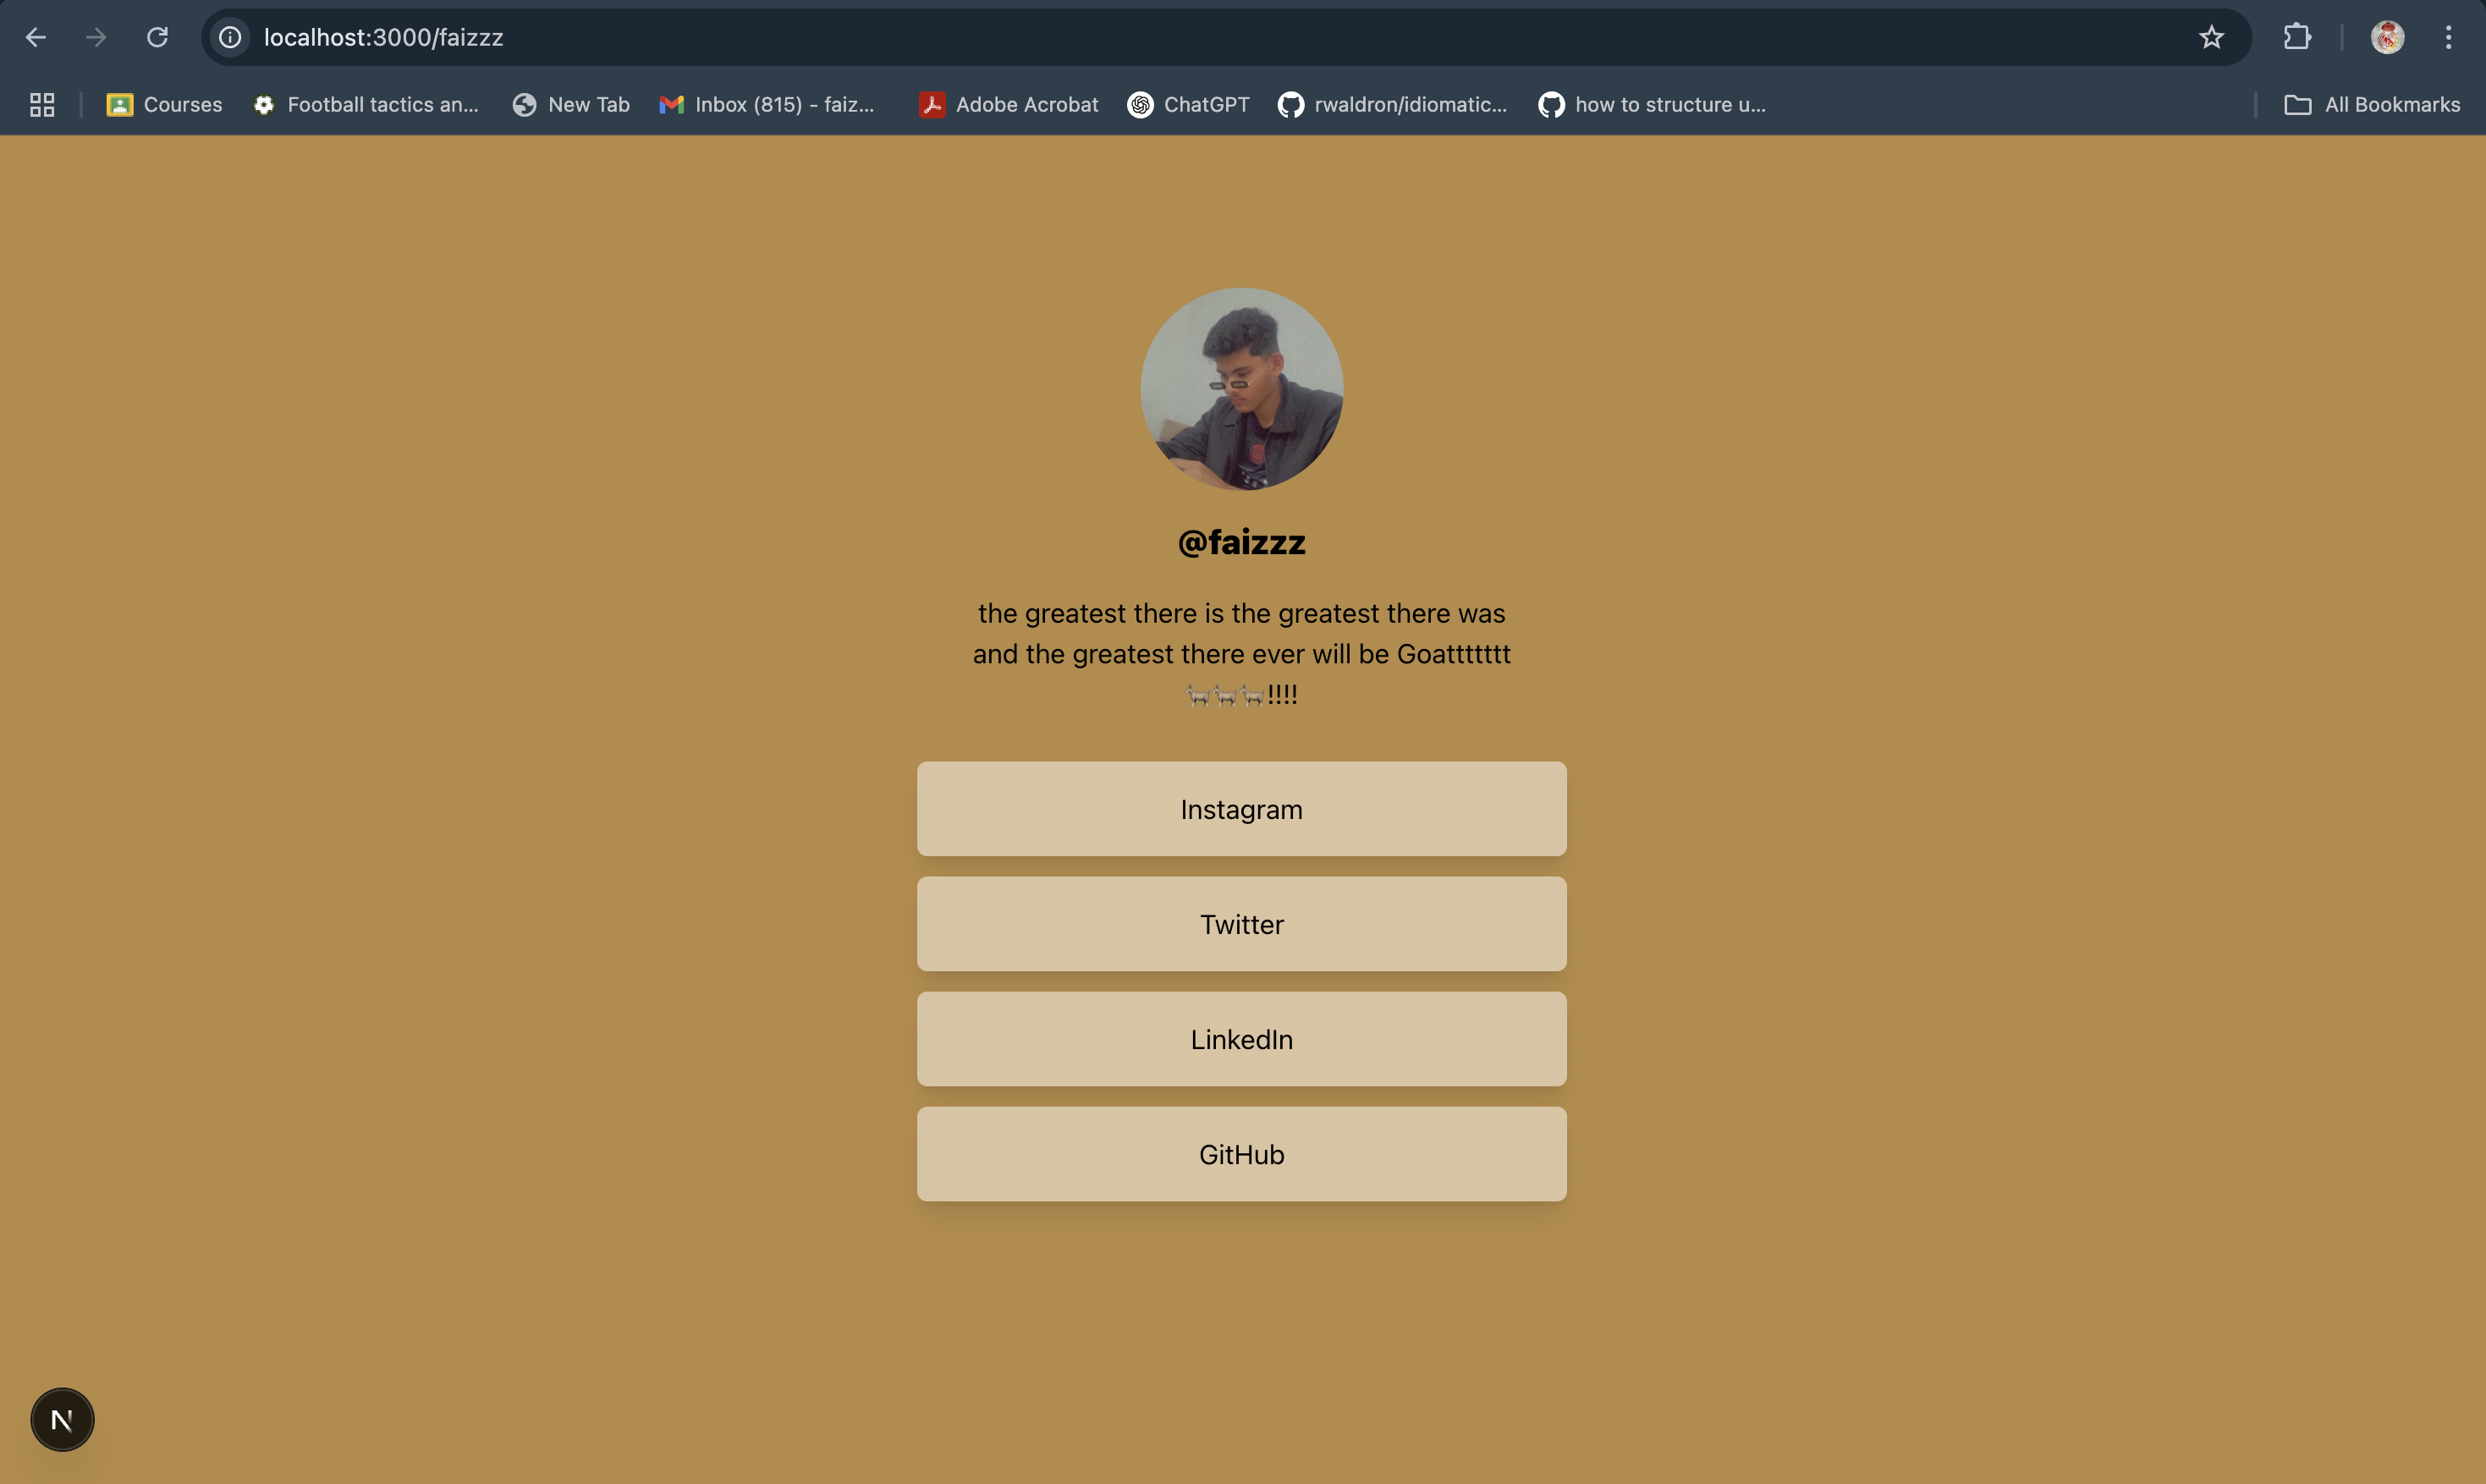 localhost:3000/faizzz
Courses Football tactics an... New Tab Inbox (815) - faiz... Adobe Acrobat ChatGPT rwaldron/idiomatic... how to structure u... All Bookmarks
@faizzz
the greatest there is the greatest there was
and the greatest there ever will be Goattttttt
🐐🐐🐐!!!!
Instagram
Twitter
LinkedIn
GitHub
N